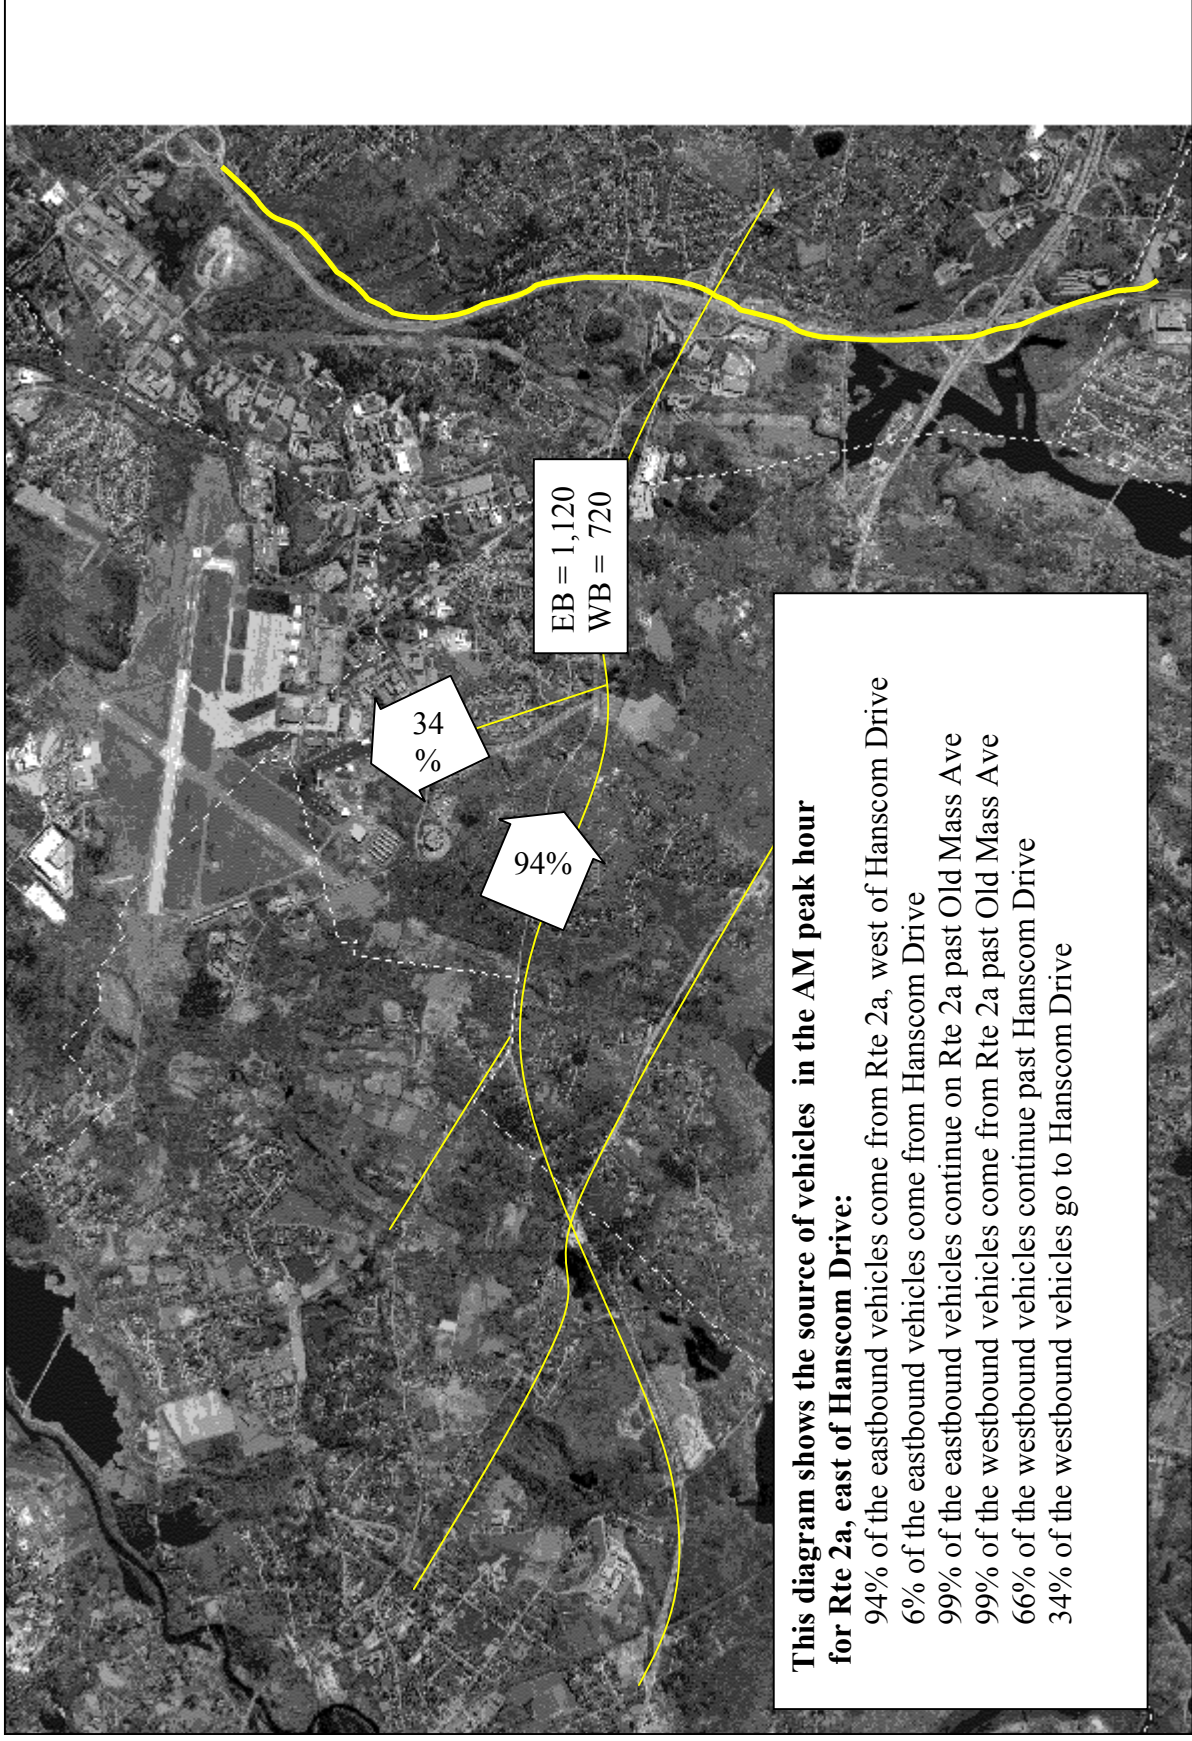 34
%
94%
EB = 1,120
WB =  720
This diagram shows the source of vehicles  in the AM peak hour
for Rte 2a, east of Hanscom Drive:
94% of the eastbound vehicles come from Rte 2a, west of Hanscom Drive
6% of the eastbound vehicles come from Hanscom Drive
99% of the eastbound vehicles continue on Rte 2a past Old Mass Ave
99% of the westbound vehicles come from Rte 2a past Old Mass Ave
66% of the westbound vehicles continue past Hanscom Drive
34% of the westbound vehicles go to Hanscom Drive